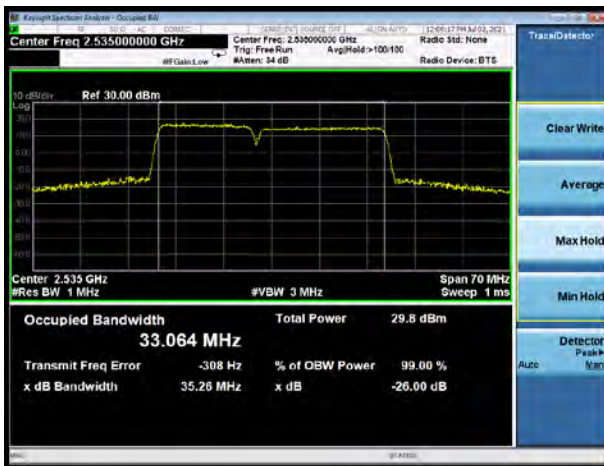 Keysight Spectrum Analyzer - Occupied BW
Center Freq 2.535000000 GHz
Center Freq: 2.535000000 GHz
Radio Std: None
Trig: Free Run
Avg|Hold:>100/100
#IFGain:Low
#Atten: 34 dB
Radio Device: BTS
Trace/Detector
10 dB/div
Ref 30.00 dBm
Log
Clear Write
Average
Max Hold
Min Hold
Center 2.535 GHz
Span 70 MHz
#Res BW 1 MHz
#VBW 3 MHz
Sweep 1 ms
Occupied Bandwidth
Total Power
29.8 dBm
33.064 MHz
Transmit Freq Error
-308 Hz
% of OBW Power
99.00 %
x dB Bandwidth
35.26 MHz
x dB
-26.00 dB
Detector
Peak▶
Auto
Man
MSG
STATUS